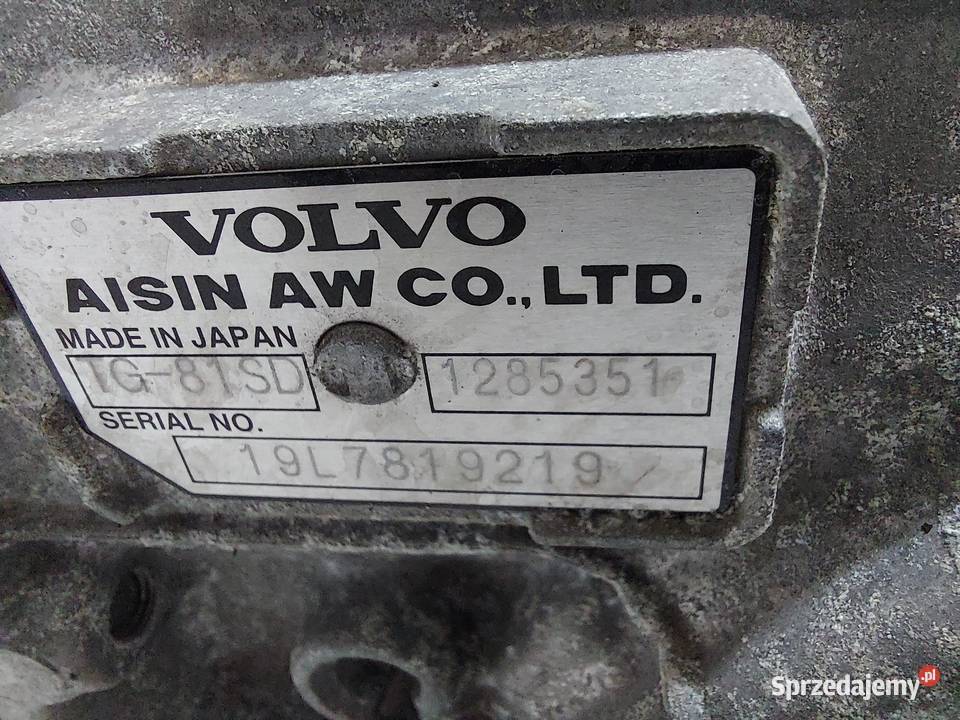 VOLVO
AISIN AW CO., LTD.
MADE IN JAPAN
TG-81SD 1285351
SERIAL NO.
19L7819219
Sprzedajemy.pl